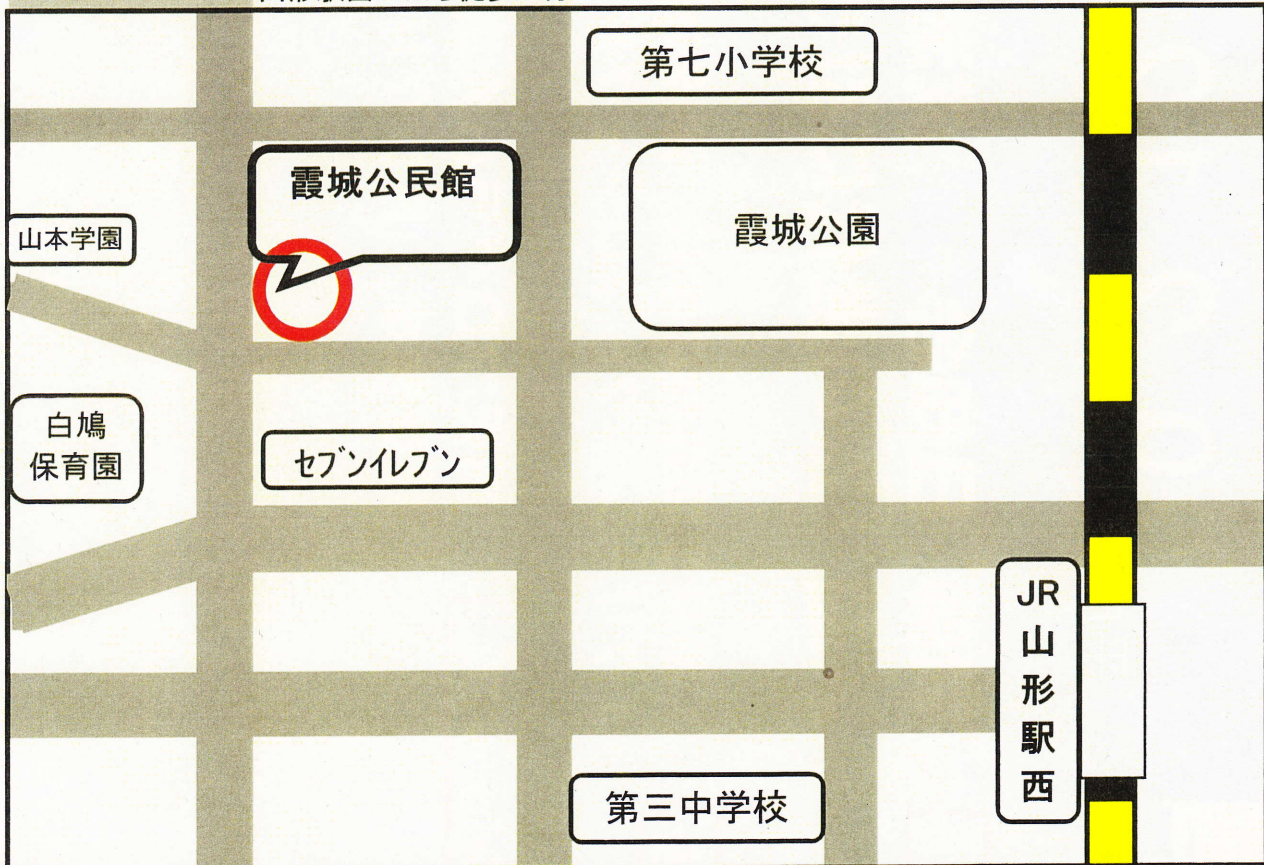 第七小学校
霞城公民館
霞城公園
山本学園
白鳩
保育園
セブンイレブン
JR
山
形
駅
西
第三中学校